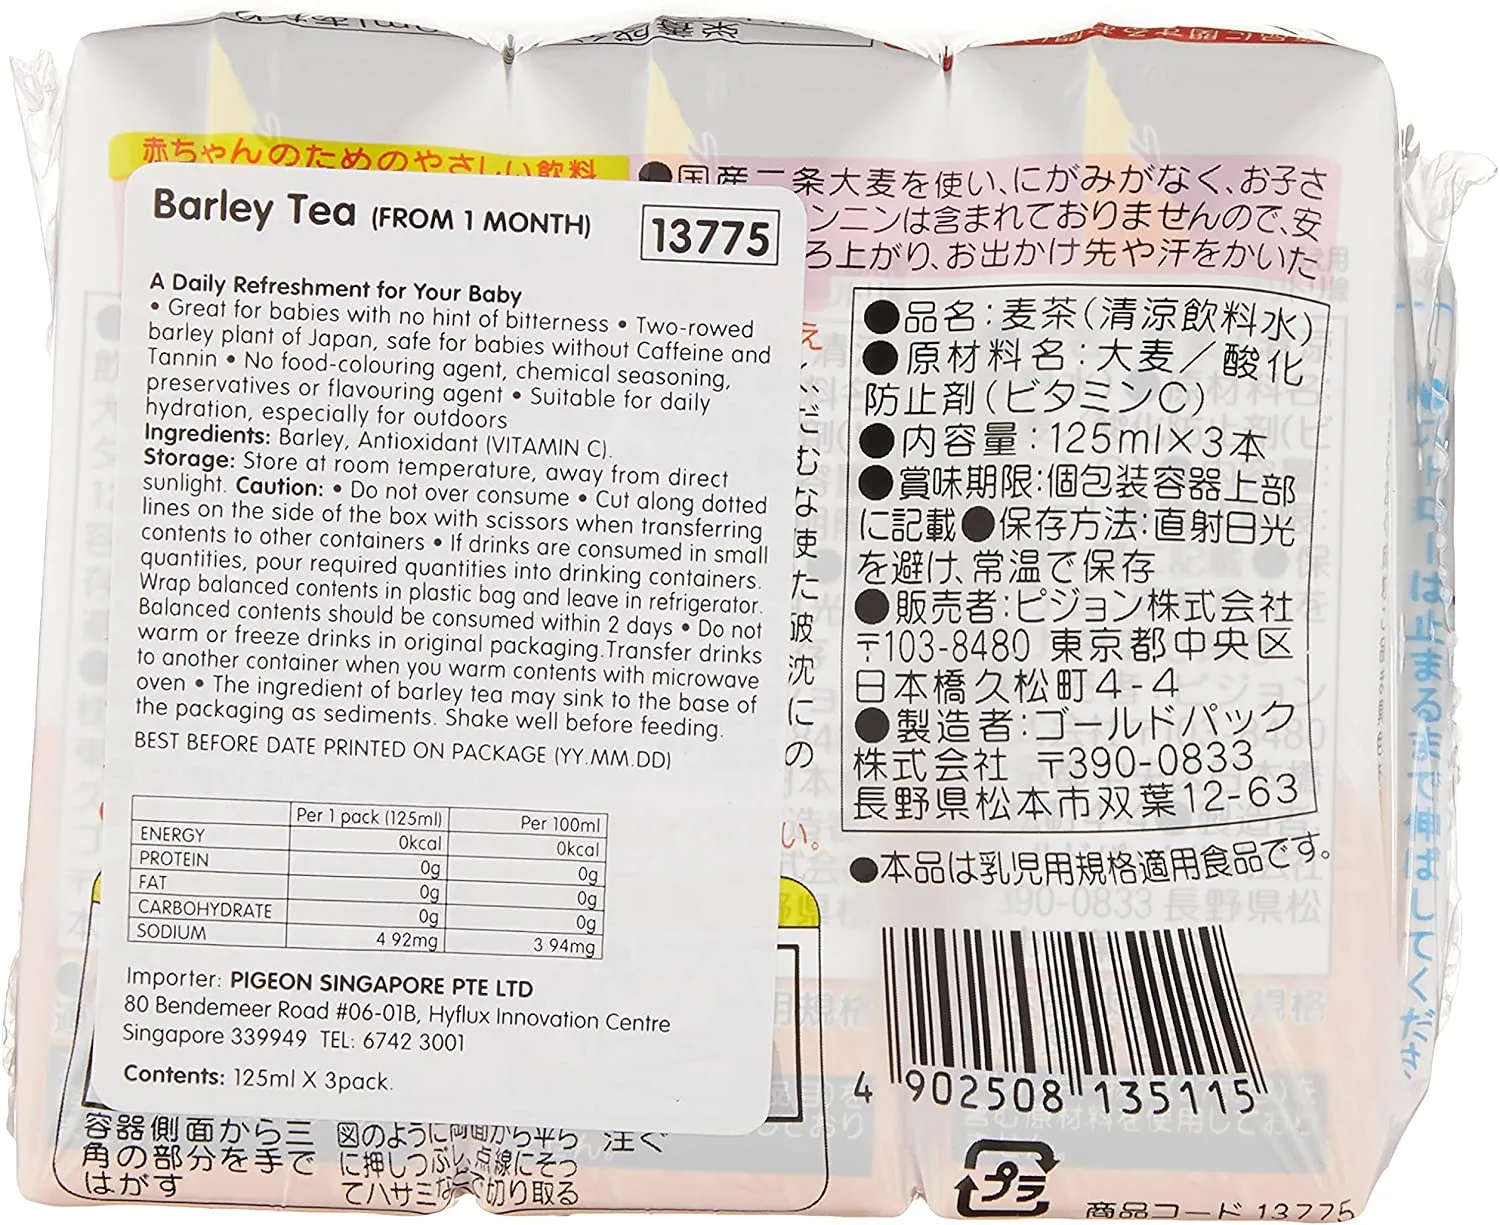 赤ちゃんのためのやさしい飲料
Barley Tea (FROM 1 MONTH)
13775
A Daily Refreshment for Your Baby
• Great for babies with no hint of bitterness • Two-rowed
barley plant of Japan, safe for babies without Caffeine and
Tannin • No food-colouring agent, chemical seasoning,
preservatives or flavouring agent • Suitable for daily
hydration, especially for outdoors
Ingredients: Barley, Antioxidant (VITAMIN C).
Storage: Store at room temperature, away from direct
sunlight. Caution: • Do not over consume • Cut along dotted
lines on the side of the box with scissors when transferring
contents to other containers • If drinks are consumed in small
quantities, pour required quantities into drinking containers.
Wrap balanced contents in plastic bag and leave in refrigerator.
Balanced contents should be consumed within 2 days • Do not
warm or freeze drinks in original packaging.Transfer drinks
to another container when you warm contents with microwave
oven • The ingredient of barley tea may sink to the base of
the packaging as sediments. Shake well before feeding.
BEST BEFORE DATE PRINTED ON PACKAGE (YY.MM.DD)
Per 1 pack (125ml) Per 100ml
ENERGY 0kcal 0kcal
PROTEIN 0g 0g
FAT 0g 0g
CARBOHYDRATE 0g 0g
SODIUM 4 92mg 3 94mg
Importer: PIGEON SINGAPORE PTE LTD
80 Bendemeer Road #06-01B, Hyflux Innovation Centre
Singapore 339949 TEL: 6742 3001
Contents: 125ml X 3pack.
容器側面から三
角の部分を手で
はがす
図のように両面から平ら
に押しつぶし、点線にそっ
てハサミなどで切り取る
注ぐ
●国産二条大麦を使い、にがみがなく、お子さ
ンニンは含まれておりませんので、安
ろ上がり、お出かけ先や汗をかいた
●品名:麦茶(清涼飲料水)
●原材料名:大麦/酸化
防止剤(ビタミンC)
●内容量:125ml×3本
●賞味期限:個包装容器上部
に記載●保存方法:直射日光
を避け、常温で保存
●販売者:ピジョン株式会社
〒103-8480 東京都中央区
日本橋久松町4-4
●製造者:ゴールドパック
株式会社 〒390-0833
長野県松本市双葉12-63
●本品は乳児用規格適用食品です。
4 902508 135115
プラ
商品コード 13775
ストローは止まるまで伸ばしてくださ